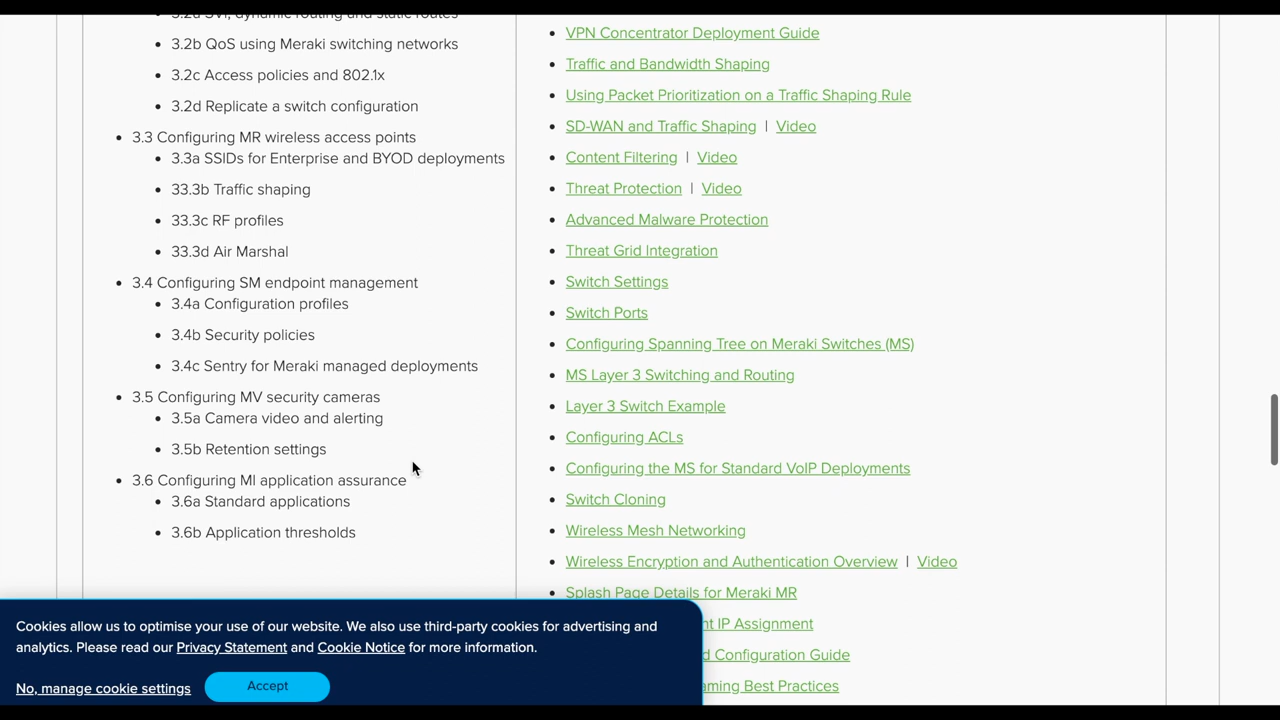 3.2a SVI, dynamic routing and static routes
3.2b QoS using Meraki switching networks
3.2c Access policies and 802.1x
3.2d Replicate a switch configuration
3.3 Configuring MR wireless access points
3.3a SSIDs for Enterprise and BYOD deployments
33.3b Traffic shaping
33.3c RF profiles
33.3d Air Marshal
3.4 Configuring SM endpoint management
3.4a Configuration profiles
3.4b Security policies
3.4c Sentry for Meraki managed deployments
3.5 Configuring MV security cameras
3.5a Camera video and alerting
3.5b Retention settings
3.6 Configuring MI application assurance
3.6a Standard applications
3.6b Application thresholds
VPN Concentrator Deployment Guide
Traffic and Bandwidth Shaping
Using Packet Prioritization on a Traffic Shaping Rule
SD-WAN and Traffic Shaping | Video
Content Filtering | Video
Threat Protection | Video
Advanced Malware Protection
Threat Grid Integration
Switch Settings
Switch Ports
Configuring Spanning Tree on Meraki Switches (MS)
MS Layer 3 Switching and Routing
Layer 3 Switch Example
Configuring ACLs
Configuring the MS for Standard VoIP Deployments
Switch Cloning
Wireless Mesh Networking
Wireless Encryption and Authentication Overview | Video
Splash Page Details for Meraki MR
IP Assignment
Configuration Guide
Best Practices
Cookies allow us to optimise your use of our website. We also use third-party cookies for advertising and
analytics. Please read our Privacy Statement and Cookie Notice for more information.
No, manage cookie settings
Accept